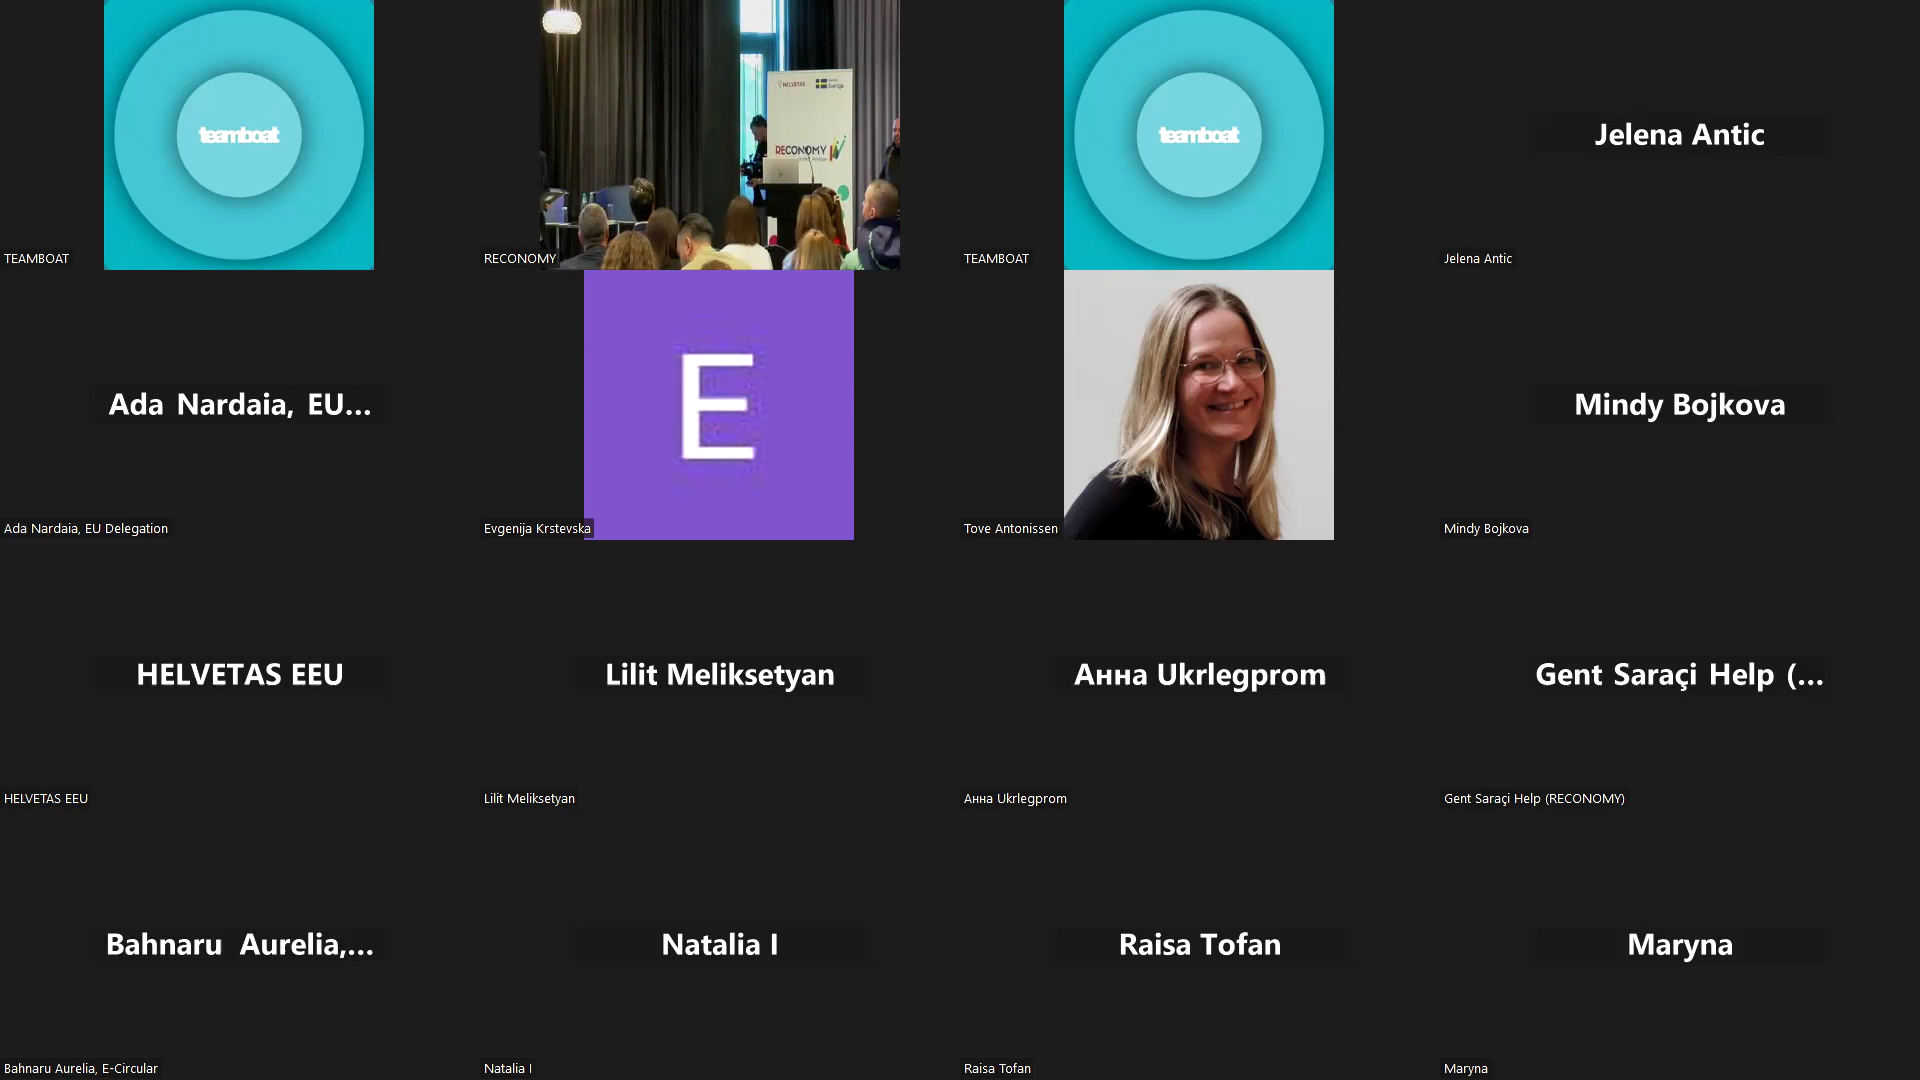 teamboat
TEAMBOAT
HELVETAS
Sverige
RECONOMY
RECONOMY
teamboat
TEAMBOAT
Jelena Antic
Jelena Antic
Ada Nardaia, EU...
Ada Nardaia, EU Delegation
E
Evgenija Krstevska
Tove Antonissen
Mindy Bojkova
Mindy Bojkova
HELVETAS EEU
HELVETAS EEU
Lilit Meliksetyan
Lilit Meliksetyan
Анна Ukrlegprom
Анна Ukrlegprom
Gent Saraçi Help (...
Gent Saraçi Help (RECONOMY)
Bahnaru Aurelia,...
Bahnaru Aurelia, E-Circular
Natalia I
Natalia I
Raisa Tofan
Raisa Tofan
Maryna
Maryna